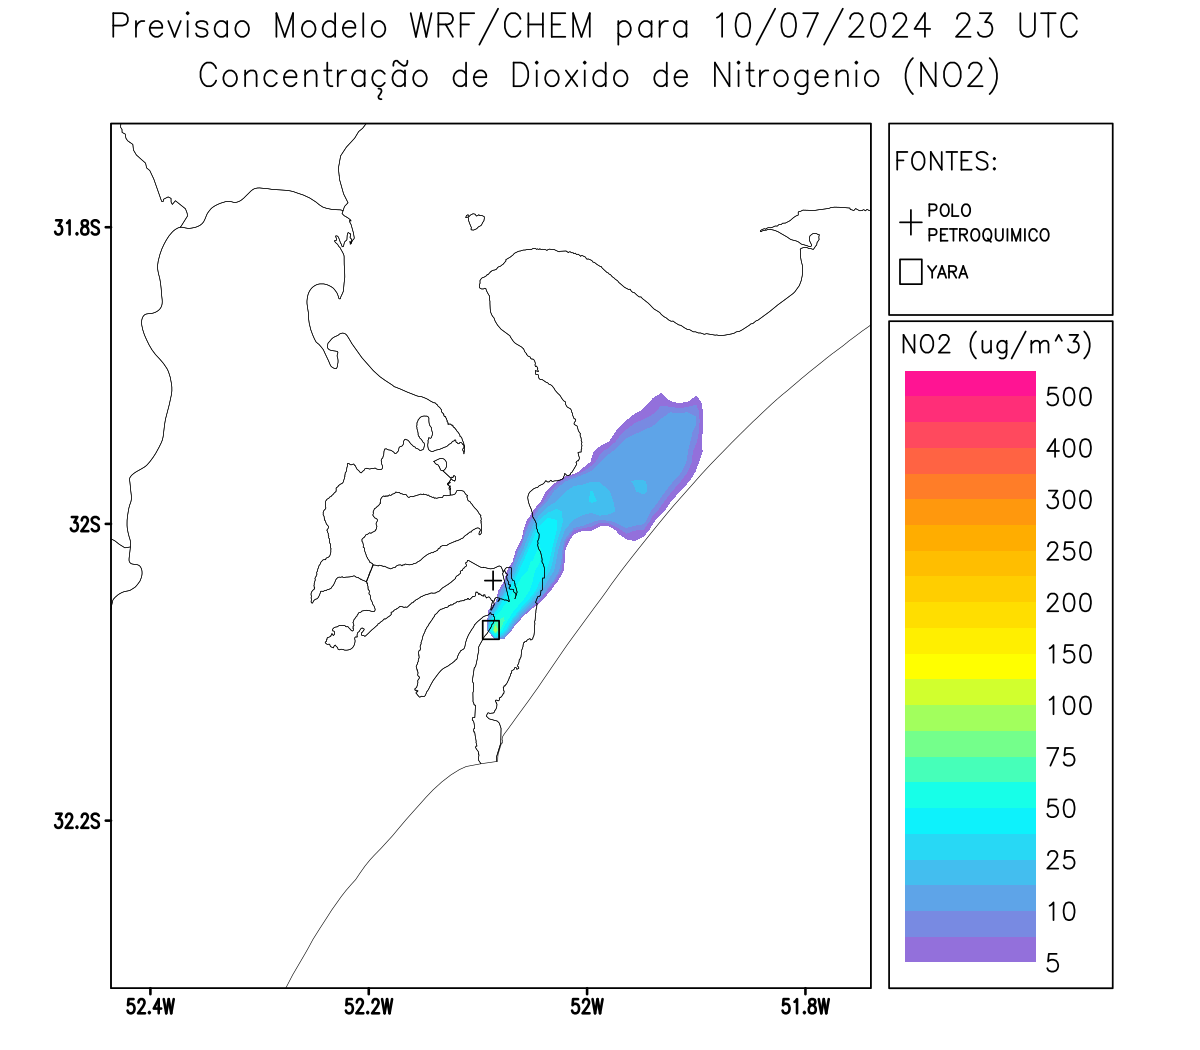 Previsao Modelo WRF/CHEM para 10/07/2024 23 UTC
Concentração de Dioxido de Nitrogenio (NO2)
FONTES:
POLO
PETROQUIMICO
YARA
NO2 (ug/m^3)
500
400
300
250
200
150
100
75
50
25
10
5
31.8S
32S
32.2S
52.4W
52.2W
52W
51.8W